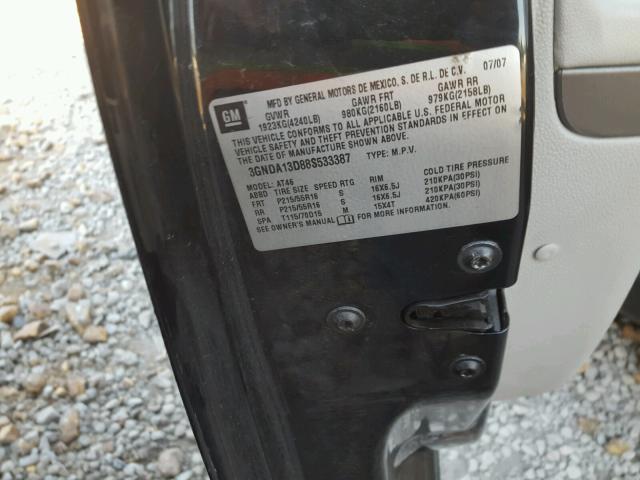 GM
MFD BY GENERAL MOTORS DE MEXICO, S. DE R.L. DE C.V. 07/07
GVWR GAWR FRT GAWR RR
1923KG(4240LB) 980KG(2160LB) 979KG(2158LB)
THIS VEHICLE CONFORMS TO ALL APPLICABLE U.S. FEDERAL MOTOR
VEHICLE SAFETY AND THEFT PREVENTION STANDARDS IN EFFECT ON
THE DATE OF MANUFACTURE SHOWN ABOVE.
3GNDA13D88S533387 TYPE: M.P.V.
MODEL: AT46
ABBD TIRE SIZE SPEED RTG RIM COLD TIRE PRESSURE
FRT P215/55R16 S 16X6.5J 210KPA(30PSI)
RR P215/55R16 S 16X6.5J 210KPA(30PSI)
SPA T115/70D15 M 15X4T 420KPA(60PSI)
SEE OWNER'S MANUAL FOR MORE INFORMATION